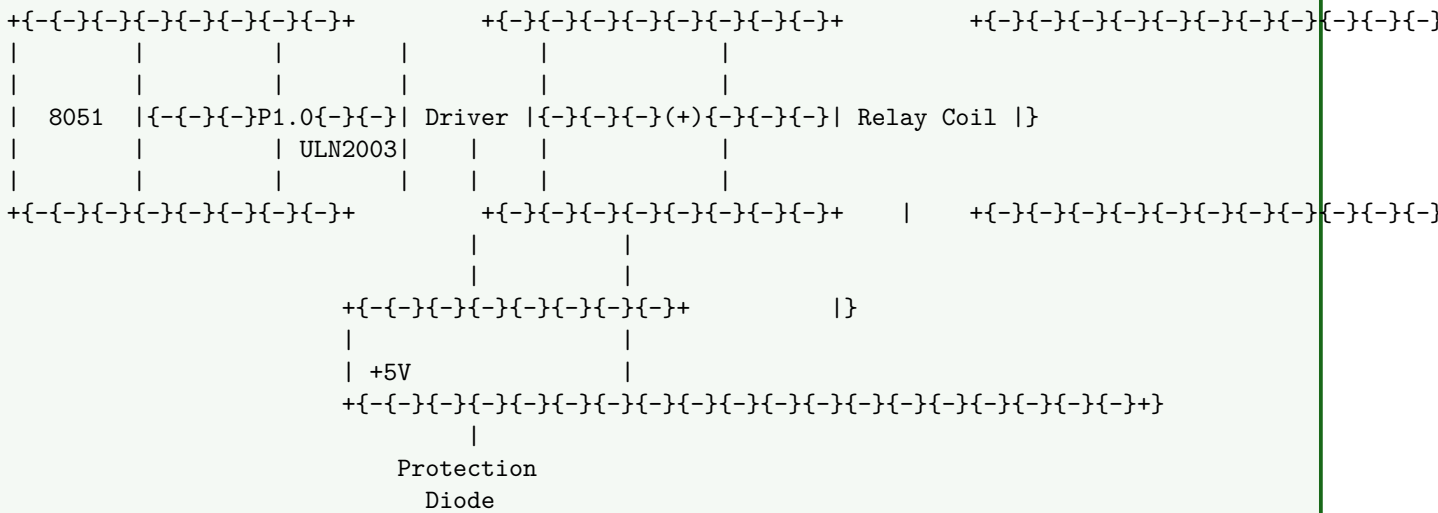 +{-{-}{-}{-}{-}{-}{-}{-}+ +{-}{-}{-}{-}{-}{-}{-}{-}+ +{-}{-}{-}{-}{-}{-}{-}{-}{-}{-}{-}
| | | | | |
| | | | | |
| 8051 |{-{-}{-}P1.0{-}{-}| Driver |{-}{-}{-}(+){-}{-}{-}| Relay Coil |}
| | | ULN2003| | | |
| | | | | | |
+{-{-}{-}{-}{-}{-}{-}{-}+ +{-}{-}{-}{-}{-}{-}{-}{-}+ | +{-}{-}{-}{-}{-}{-}{-}{-}{-}{-}{-}
| |
| |
+{-{-}{-}{-}{-}{-}{-}{-}+ |}
| |
| +5V |
+{-{-}{-}{-}{-}{-}{-}{-}{-}{-}{-}{-}{-}{-}{-}{-}{-}{-}{-}+}
|
Protection
Diode